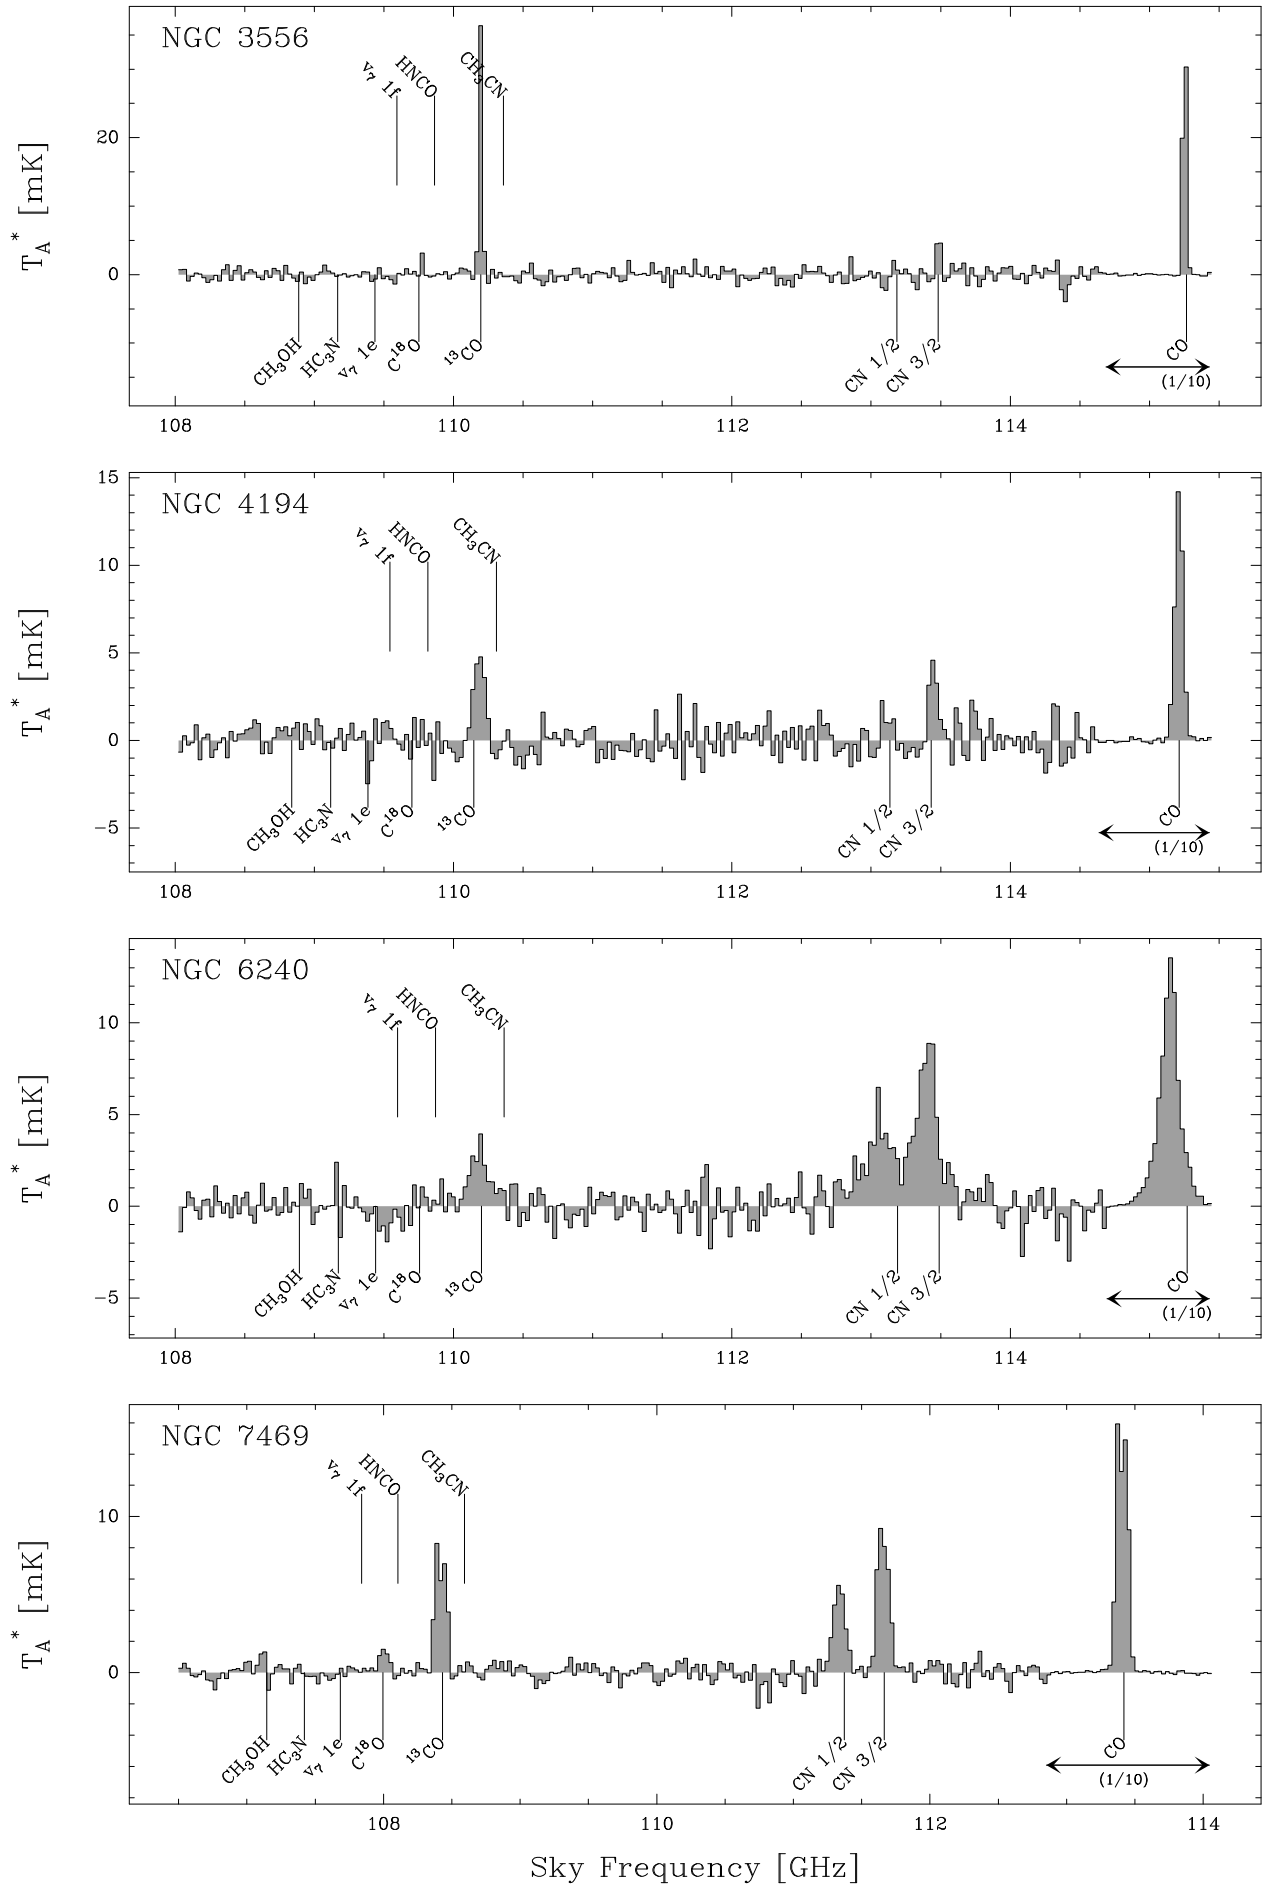 NGC 3556
v₇ 1f
HNCO
CH₃CN
20
0
T_A^* [mK]
CH₃OH
HC₃N
v₇ 1e
C¹⁸O
¹³CO
CN 1/2
CN 3/2
CO
(1/10)
108
110
112
114
NGC 4194
v₇ 1f
HNCO
CH₃CN
15
10
5
0
−5
T_A^* [mK]
CH₃OH
HC₃N
v₇ 1e
C¹⁸O
¹³CO
CN 1/2
CN 3/2
CO
(1/10)
108
110
112
114
NGC 6240
v₇ 1f
HNCO
CH₃CN
10
5
0
−5
T_A^* [mK]
CH₃OH
HC₃N
v₇ 1e
C¹⁸O
¹³CO
CN 1/2
CN 3/2
CO
(1/10)
108
110
112
114
NGC 7469
v₇ 1f
HNCO
CH₃CN
10
0
T_A^* [mK]
CH₃OH
HC₃N
v₇ 1e
C¹⁸O
¹³CO
CN 1/2
CN 3/2
CO
(1/10)
108
110
112
114
Sky Frequency [GHz]